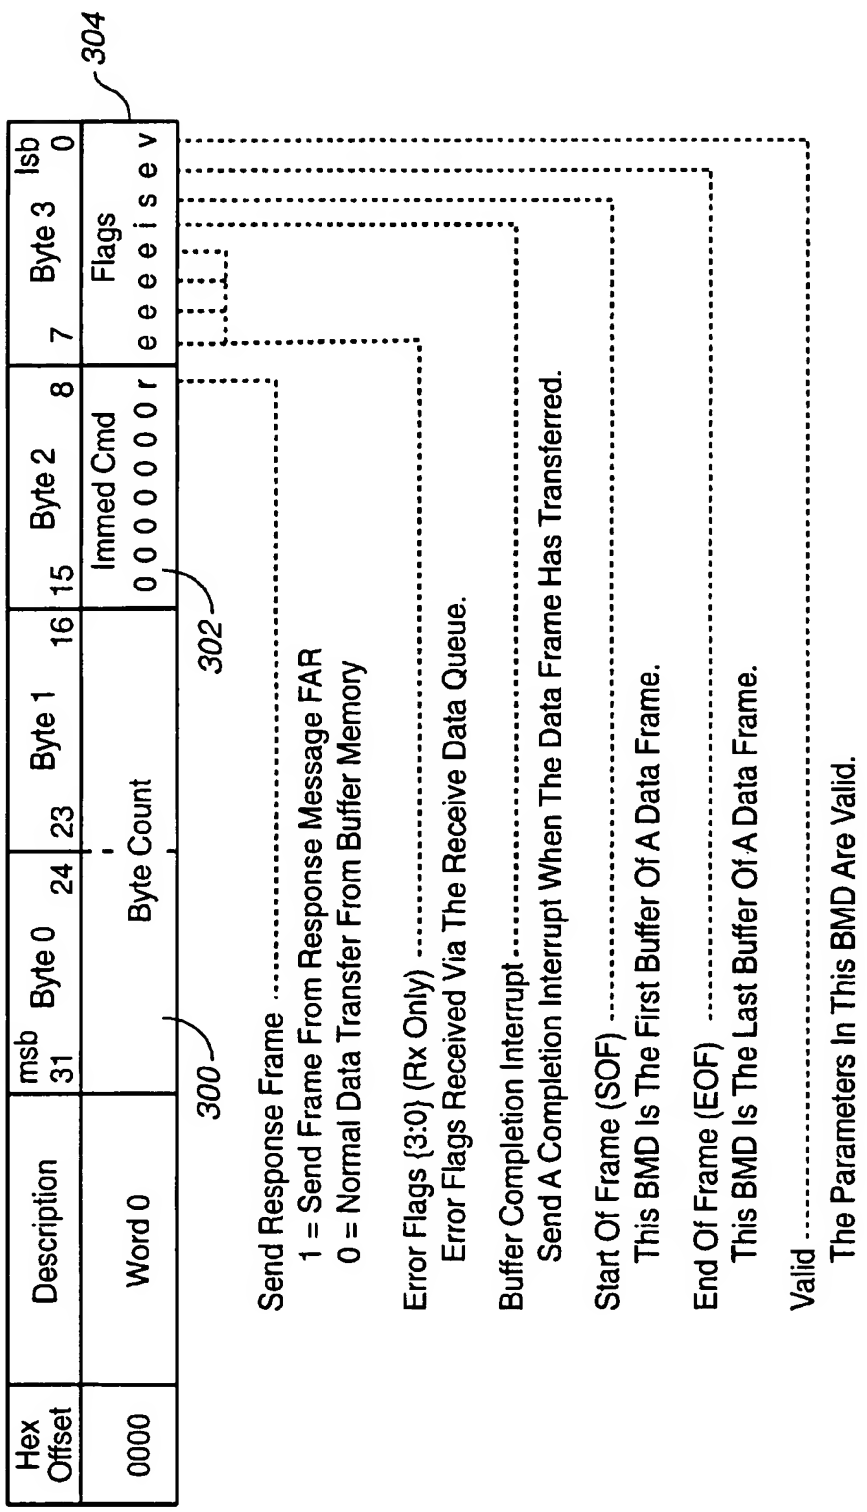 Hex Offset | Description | msb 31 Byte 0 24 | 23 Byte 1 16 | 15 Byte 2 8 | 7 Byte 3 lsb 0
0000 | Word 0 | Byte Count | Immed Cmd 0 0 0 0 0 0 0 r | Flags e e e e i s e v
300
302
304
Send Response Frame
1 = Send Frame From Response Message FAR
0 = Normal Data Transfer From Buffer Memory
Error Flags {3:0} (Rx Only)
Error Flags Received Via The Receive Data Queue.
Buffer Completion Interrupt
Send A Completion Interrupt When The Data Frame Has Transferred.
Start Of Frame (SOF)
This BMD Is The First Buffer Of A Data Frame.
End Of Frame (EOF)
This BMD Is The Last Buffer Of A Data Frame.
Valid
The Parameters In This BMD Are Valid.